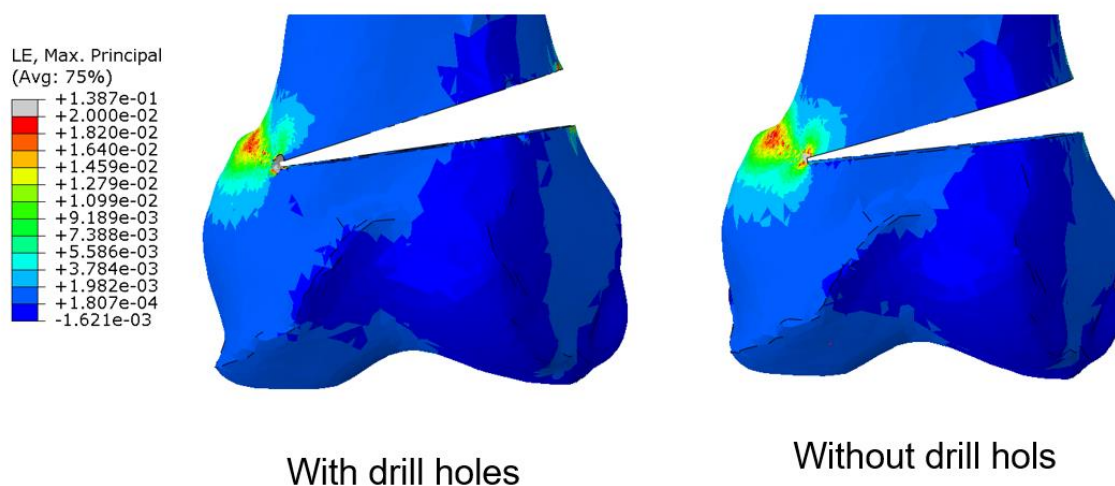 LE, Max. Principal
(Avg: 75%)
+1.387e-01
+2.000e-02
+1.820e-02
+1.640e-02
+1.459e-02
+1.279e-02
+1.099e-02
+9.189e-03
+7.388e-03
+5.586e-03
+3.784e-03
+1.982e-03
+1.807e-04
-1.621e-03
With drill holes
Without drill hols